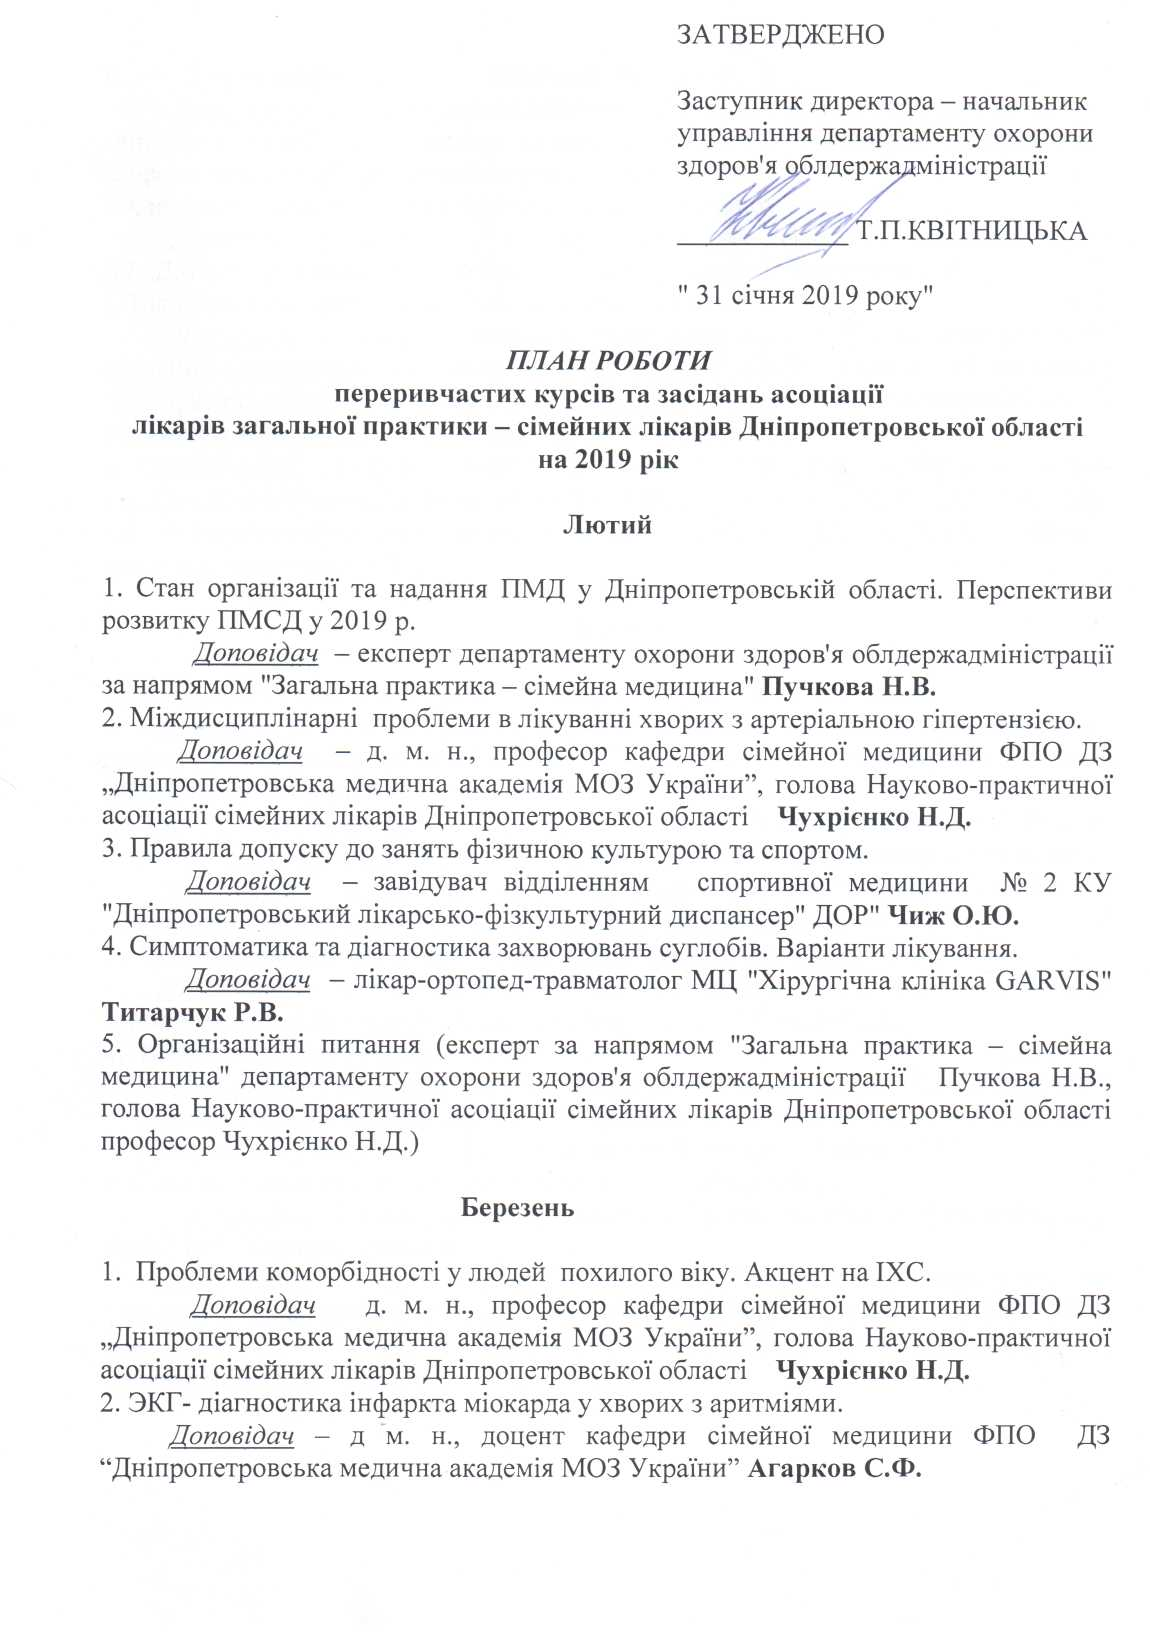 ЗАТВЕРДЖЕНО
Заступник директора – начальник
управління департаменту охорони
здоров'я облдержадміністрації
____________ Т.П.КВІТНИЦЬКА
" 31 січня 2019 року"
ПЛАН РОБОТИ
переривчастих курсів та засідань асоціації
лікарів загальної практики – сімейних лікарів Дніпропетровської області
на 2019 рік
Лютий
1. Стан організації та надання ПМД у Дніпропетровській області. Перспективи
розвитку ПМСД у 2019 р.
Доповідач – експерт департаменту охорони здоров'я облдержадміністрації
за напрямом "Загальна практика – сімейна медицина" Пучкова Н.В.
2. Міждисциплінарні проблеми в лікуванні хворих з артеріальною гіпертензією.
Доповідач – д. м. н., професор кафедри сімейної медицини ФПО ДЗ
„Дніпропетровська медична академія МОЗ України”, голова Науково-практичної
асоціації сімейних лікарів Дніпропетровської області Чухрієнко Н.Д.
3. Правила допуску до занять фізичною культурою та спортом.
Доповідач – завідувач відділенням спортивної медицини № 2 КУ
"Дніпропетровський лікарсько-фізкультурний диспансер" ДОР" Чиж О.Ю.
4. Симптоматика та діагностика захворювань суглобів. Варіанти лікування.
Доповідач – лікар-ортопед-травматолог МЦ "Хірургічна клініка GARVIS"
Титарчук Р.В.
5. Організаційні питання (експерт за напрямом "Загальна практика – сімейна
медицина" департаменту охорони здоров'я облдержадміністрації Пучкова Н.В.,
голова Науково-практичної асоціації сімейних лікарів Дніпропетровської області
професор Чухрієнко Н.Д.)
Березень
1. Проблеми коморбідності у людей похилого віку. Акцент на ІХС.
Доповідач д. м. н., професор кафедри сімейної медицини ФПО ДЗ
„Дніпропетровська медична академія МОЗ України”, голова Науково-практичної
асоціації сімейних лікарів Дніпропетровської області Чухрієнко Н.Д.
2. ЭКГ- діагностика інфаркта міокарда у хворих з аритміями.
Доповідач – д м. н., доцент кафедри сімейної медицини ФПО ДЗ
“Дніпропетровська медична академія МОЗ України” Агарков С.Ф.